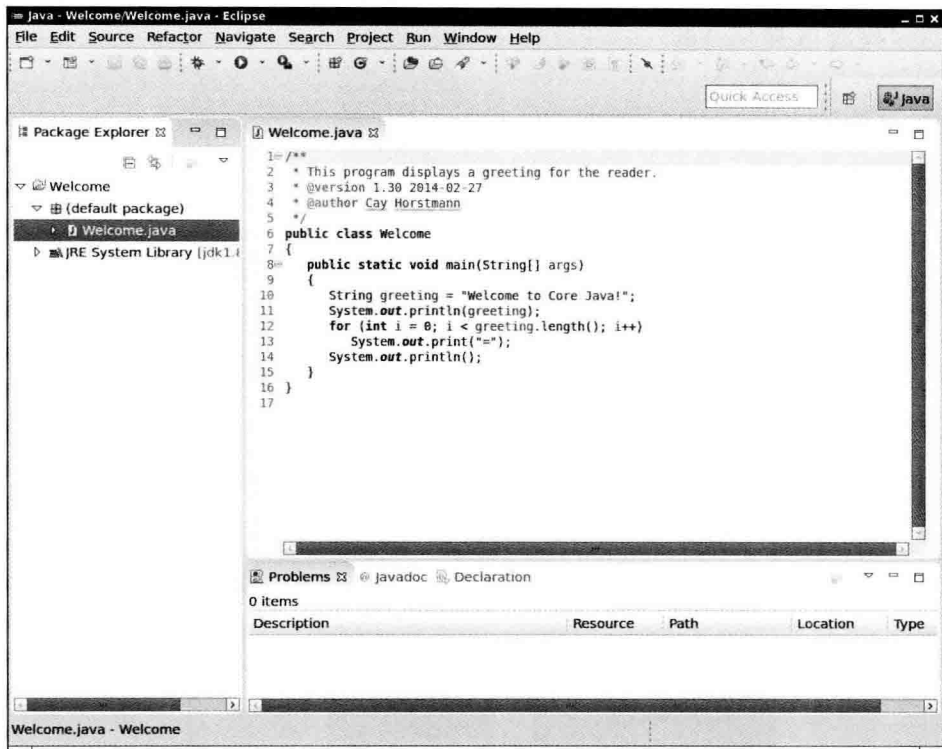 Java - Welcome/Welcome.java - Eclipse
File Edit Source Refactor Navigate Search Project Run Window Help
Quick Access
Java
Package Explorer
Welcome
(default package)
Welcome.java
JRE System Library [jdk1.8
Welcome.java
1 /**
2 * This program displays a greeting for the reader.
3 * @version 1.30 2014-02-27
4 * @author Cay Horstmann
5 */
6 public class Welcome
7 {
8 public static void main(String[] args)
9 {
10 String greeting = "Welcome to Core Java!";
11 System.out.println(greeting);
12 for (int i = 0; i < greeting.length(); i++)
13 System.out.print("=");
14 System.out.println();
15 }
16 }
17
Problems @ Javadoc Declaration
0 items
Description Resource Path Location Type
Welcome.java - Welcome